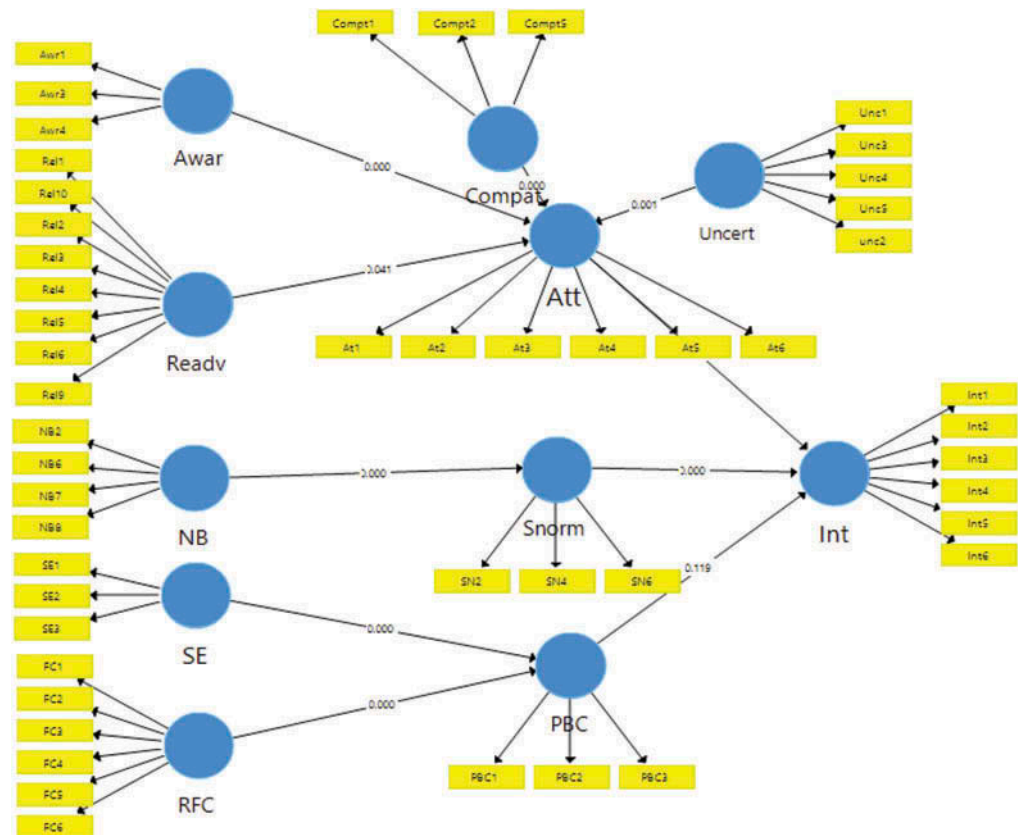 Compt1 Compt2 Compt5
Awr1
Awr3
Awr4
Awar
Compat
Unc1
Unc3
Unc4
Unc5
unc2
Uncert
0.000
0.000
0.001
Rel1
Rel10
Rel2
Rel3
Rel4
Rel5
Rel6
Rel9
Readv
0.041
Att
At1 At2 At3 At4 At5 At6
NB2
NB6
NB7
NB8
NB
0.000
Snorm
0.000
SN2 SN4 SN6
Int1
Int2
Int3
Int4
Int5
Int6
Int
SE1
SE2
SE3
SE
0.000
0.119
FC1
FC2
FC3
FC4
FC5
FC6
RFC
0.000
PBC
PBC1 PBC2 PBC3